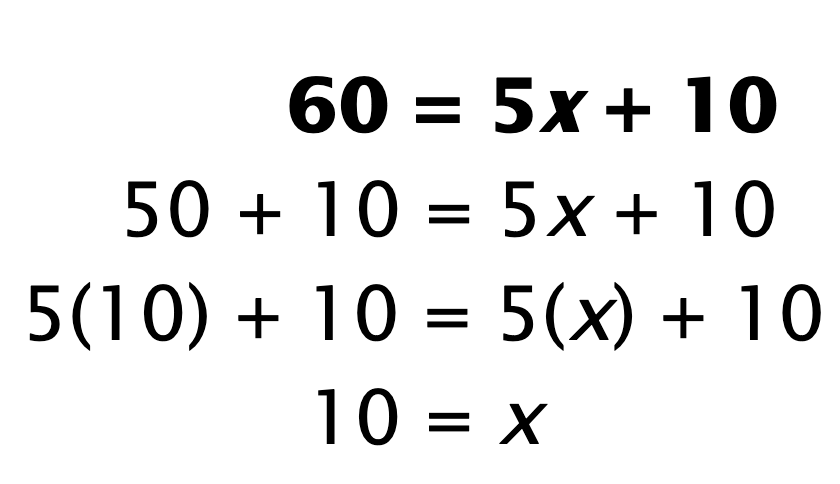 60 = 5x + 10
50 + 10 = 5x + 10
5(10) + 10 = 5(x) + 10
10 = x